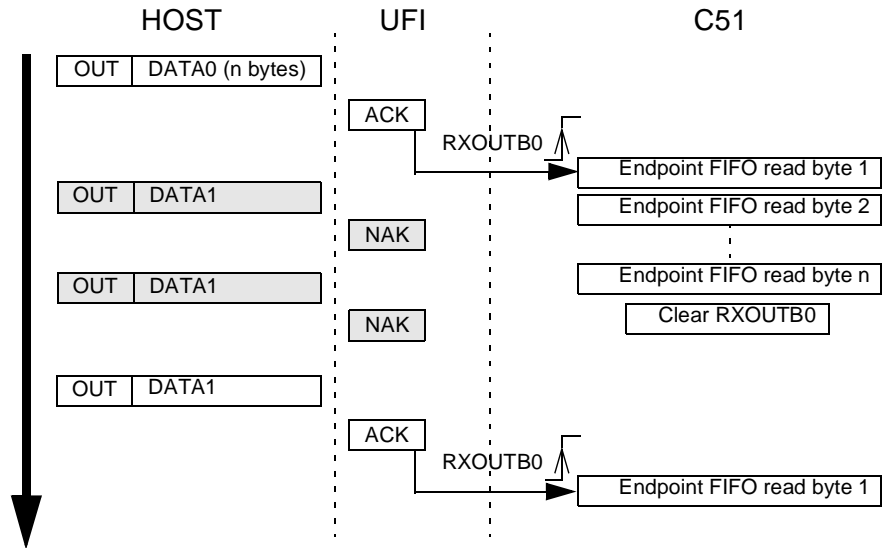 HOST UFI C51
OUT DATA0 (n bytes)
ACK
RXOUTB0
Endpoint FIFO read byte 1
OUT DATA1
Endpoint FIFO read byte 2
NAK
OUT DATA1
Endpoint FIFO read byte n
NAK
Clear RXOUTB0
OUT DATA1
ACK
RXOUTB0
Endpoint FIFO read byte 1